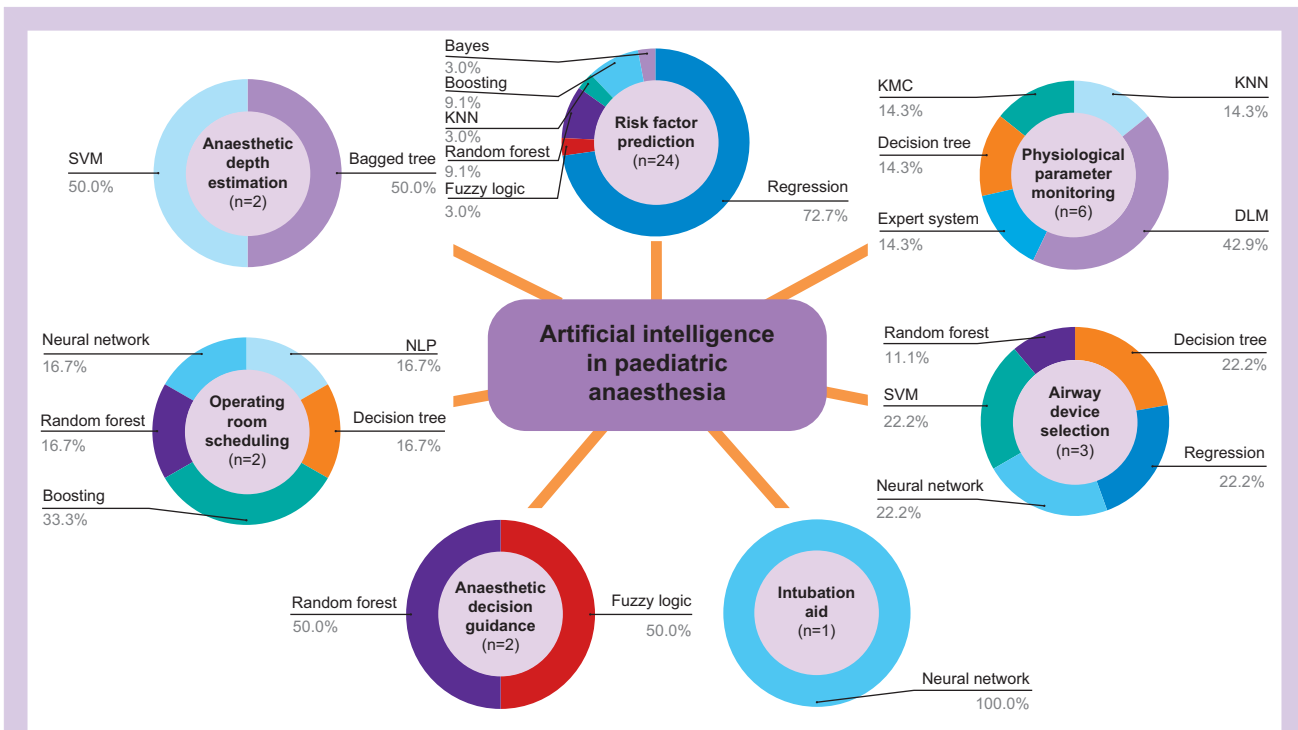 Anaesthetic
depth
estimation
(n=2)
SVM
50.0%
Bagged tree
50.0%
Bayes
3.0%
Boosting
9.1%
KNN
3.0%
Random forest
9.1%
Fuzzy logic
3.0%
Risk factor
prediction
(n=24)
Regression
72.7%
KMC
14.3%
Decision tree
14.3%
Expert system
14.3%
Physiological
parameter
monitoring
(n=6)
KNN
14.3%
DLM
42.9%
Artificial intelligence
in paediatric
anaesthesia
Neural network
16.7%
Random forest
16.7%
Boosting
33.3%
Operating
room
scheduling
(n=2)
NLP
16.7%
Decision tree
16.7%
Random forest
11.1%
SVM
22.2%
Neural network
22.2%
Airway
device
selection
(n=3)
Decision tree
22.2%
Regression
22.2%
Random forest
50.0%
Anaesthetic
decision
guidance
(n=2)
Fuzzy logic
50.0%
Intubation
aid
(n=1)
Neural network
100.0%